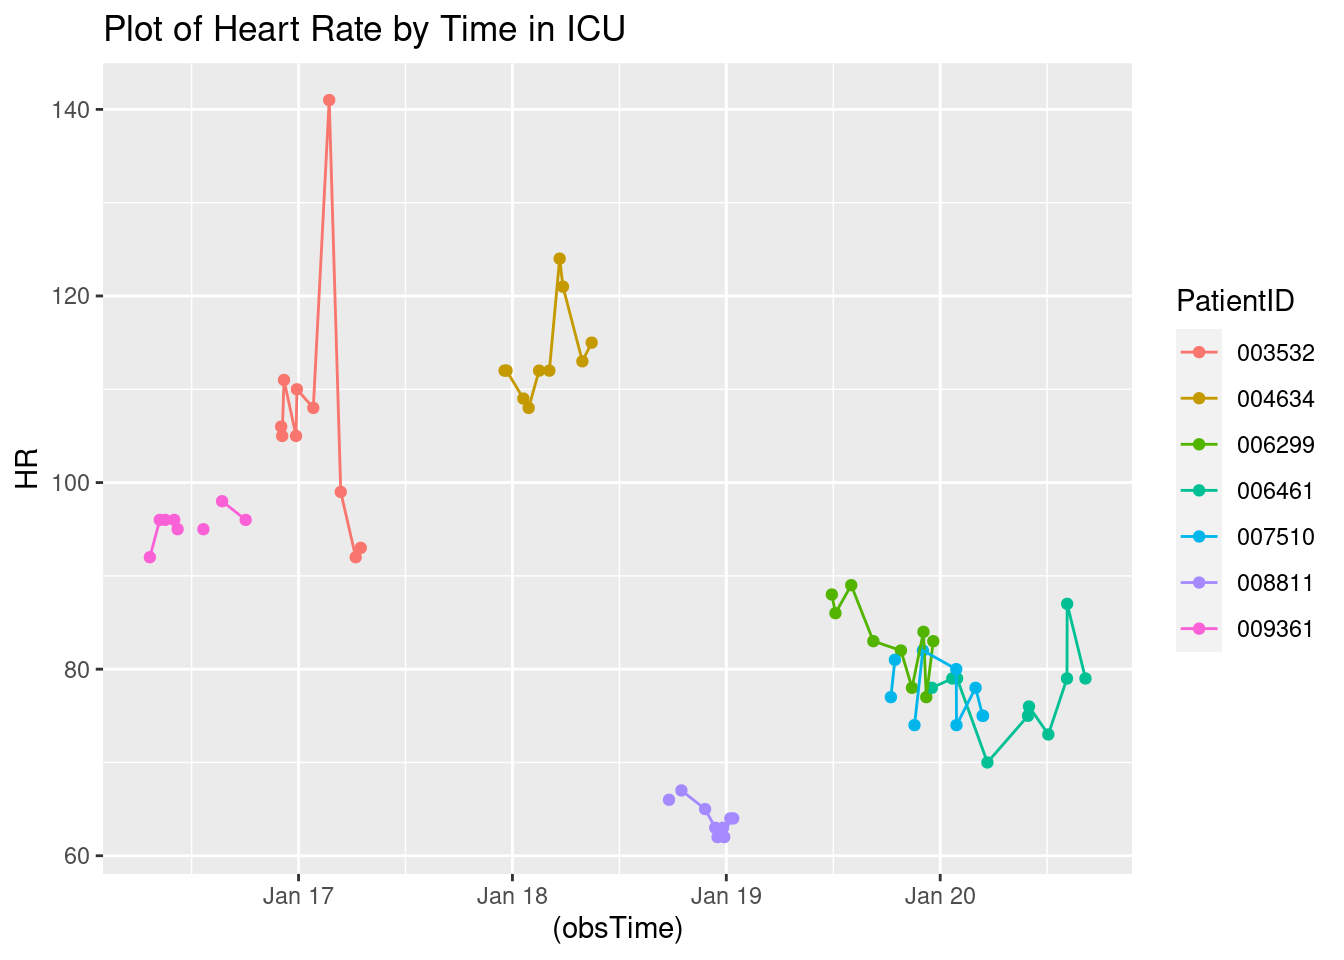 Plot of Heart Rate by Time in ICU
140
120
100
80
60
HR
Jan 17
Jan 18
Jan 19
Jan 20
(obsTime)
PatientID
003532
004634
006299
006461
007510
008811
009361